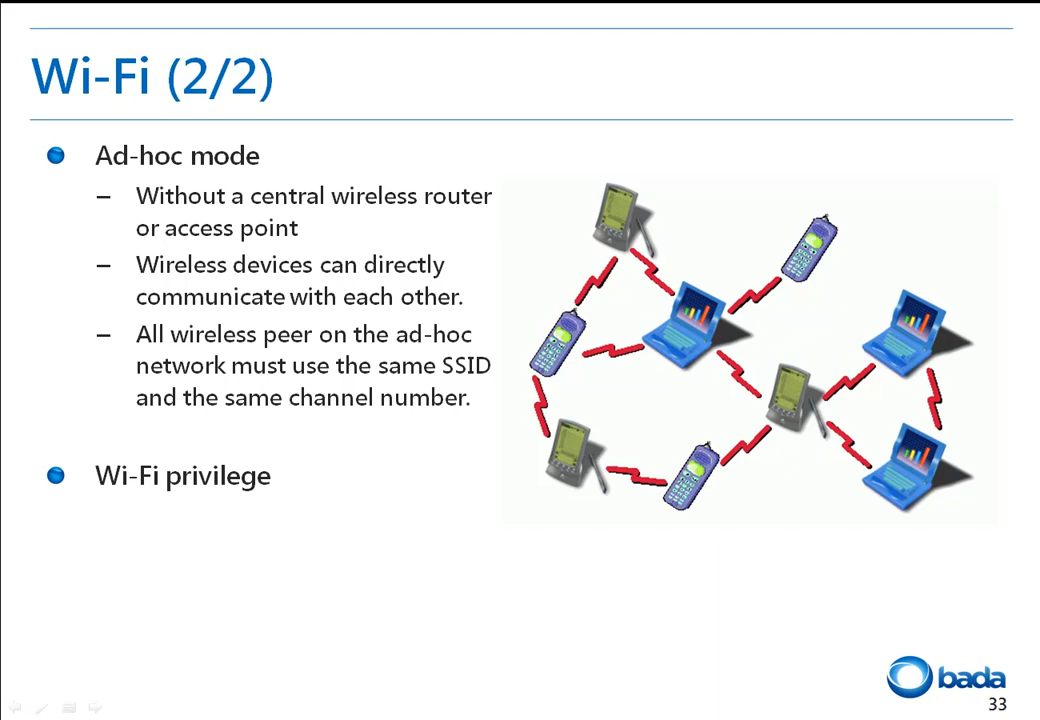 Wi-Fi (2/2)
Ad-hoc mode
– Without a central wireless router
or access point
– Wireless devices can directly
communicate with each other.
– All wireless peer on the ad-hoc
network must use the same SSID
and the same channel number.
Wi-Fi privilege
bada
33